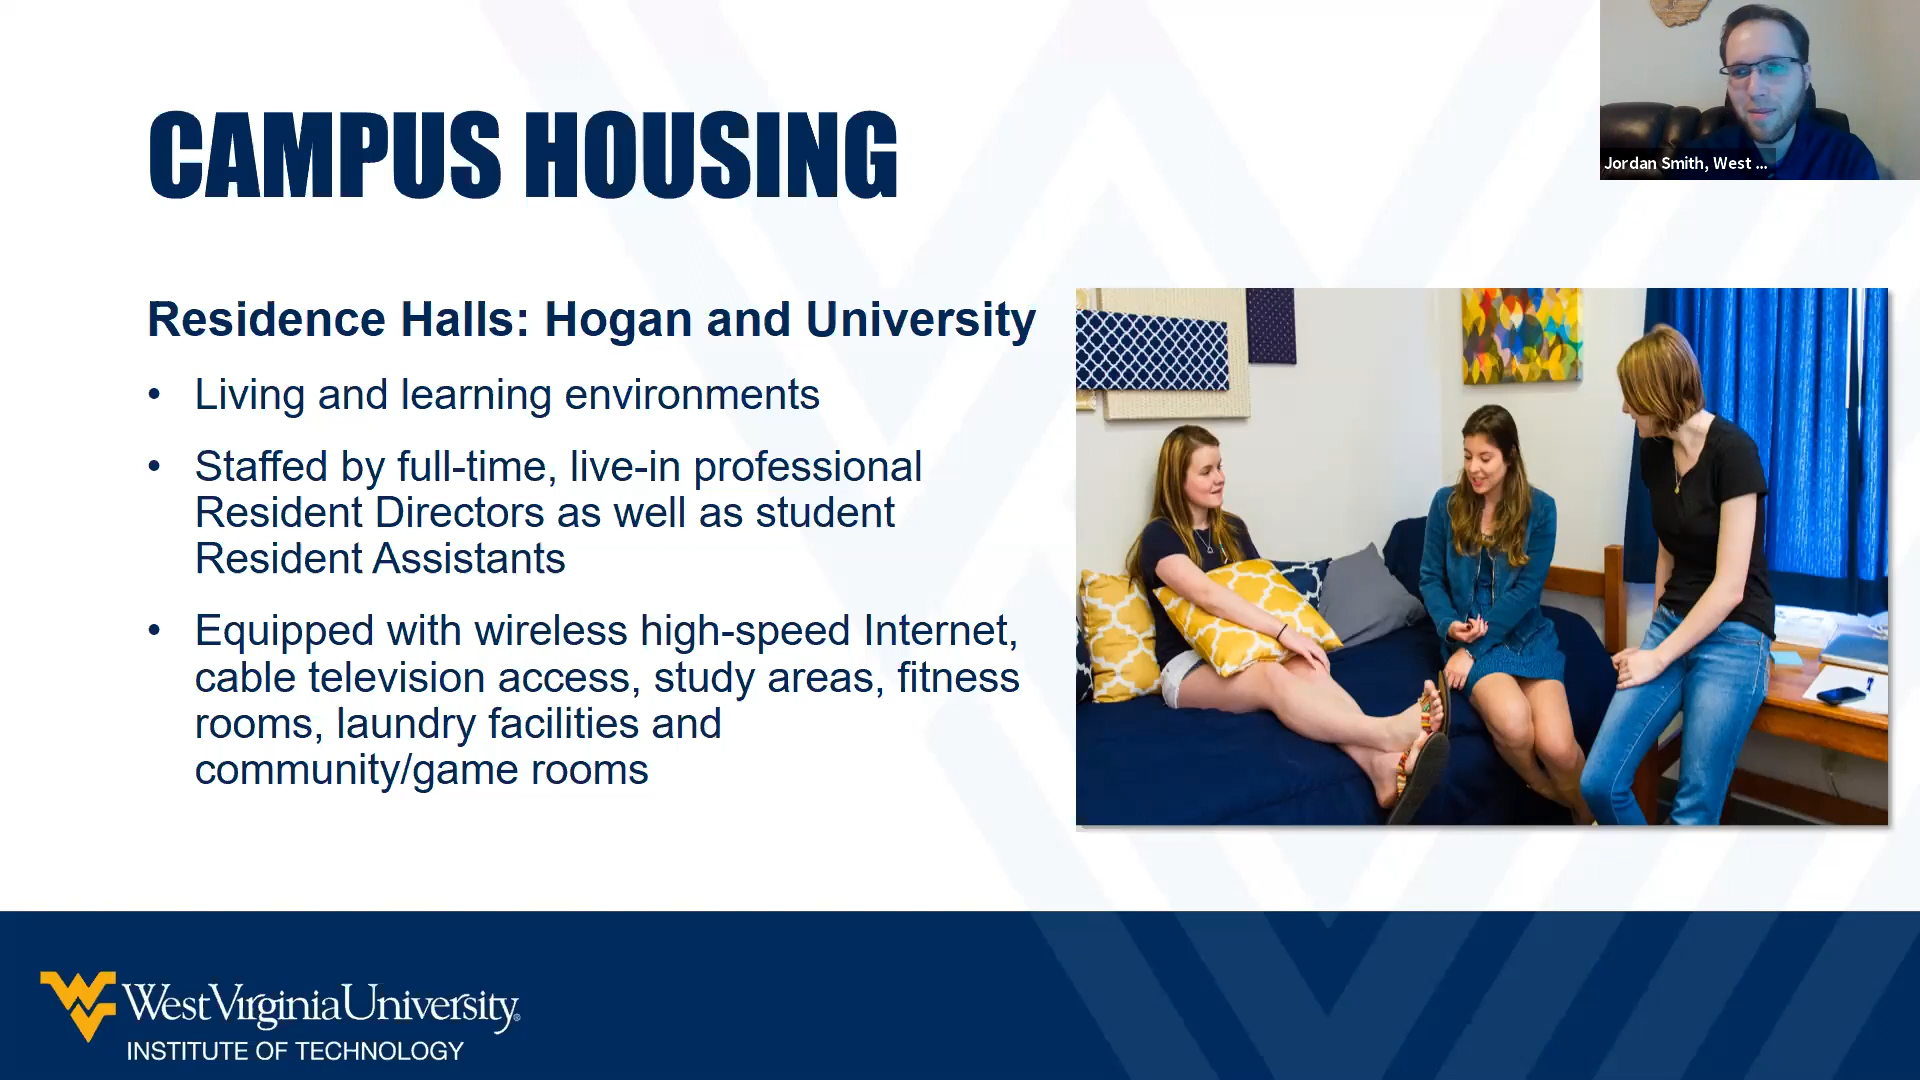 CAMPUS HOUSING
Jordan Smith, West ...
Residence Halls: Hogan and University
• Living and learning environments
• Staffed by full-time, live-in professional
Resident Directors as well as student
Resident Assistants
• Equipped with wireless high-speed Internet,
cable television access, study areas, fitness
rooms, laundry facilities and
community/game rooms
WestVirginiaUniversity®
INSTITUTE OF TECHNOLOGY